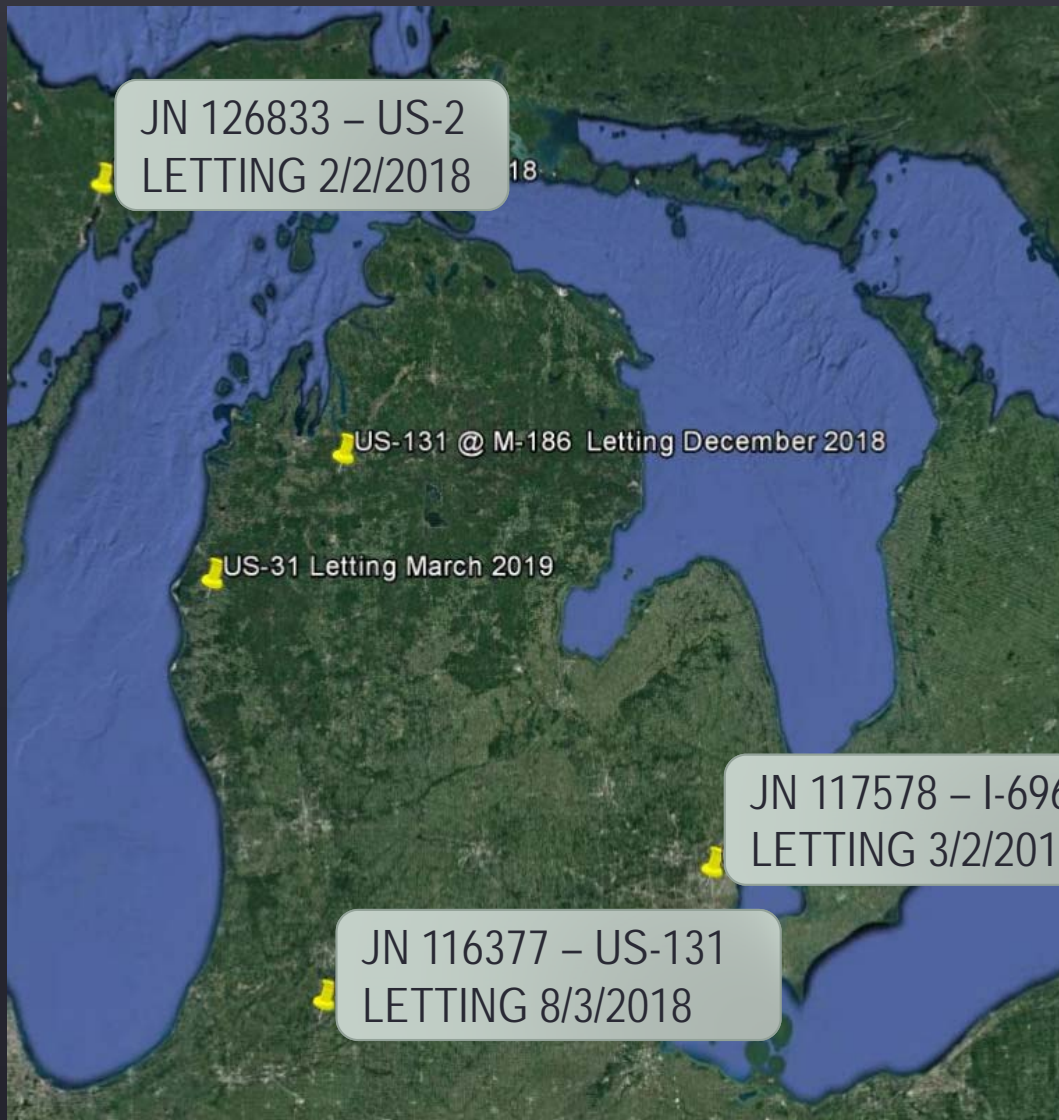 JN 126833 – US-2
LETTING 2/2/2018
18
US-131 @ M-186 Letting December 2018
US-31 Letting March 2019
JN 117578 – I-696
LETTING 3/2/201
JN 116377 – US-131
LETTING 8/3/2018